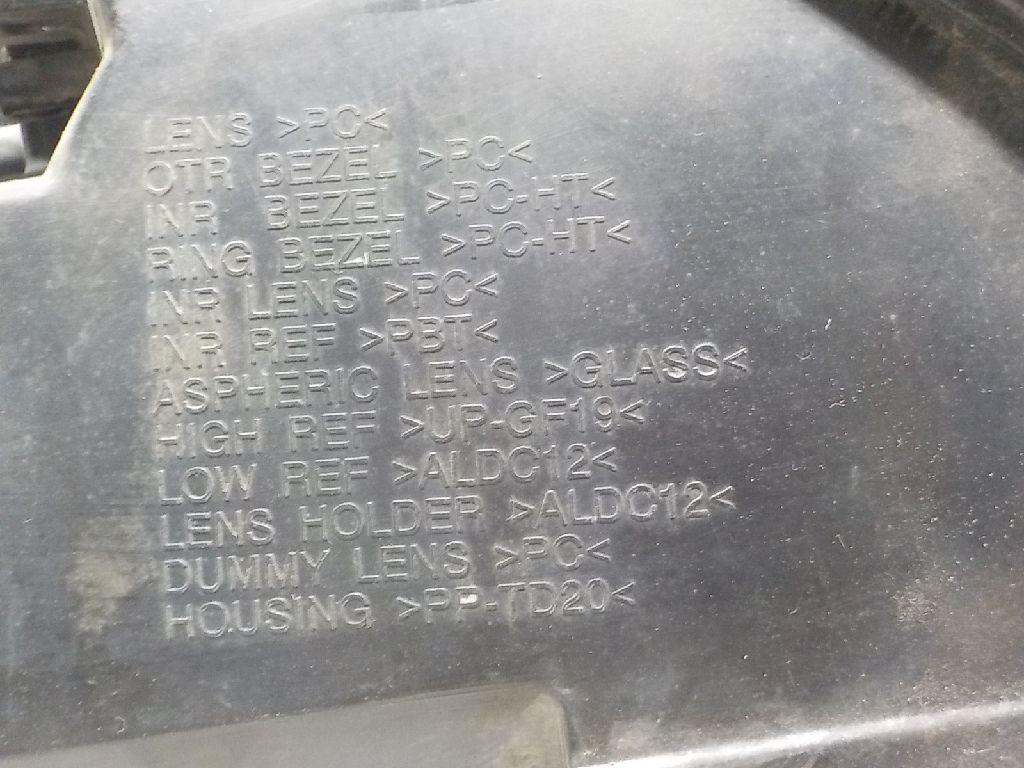 LENS >PC<
OTR BEZEL >PC<
INR BEZEL >PC-HT<
RING BEZEL >PC-HT<
INR LENS >PC<
INR REF >PBT<
ASPHERIC LENS >GLASS<
HIGH REF >UP-GF19<
LOW REF >ALDC12<
LENS HOLDER >ALDC12<
DUMMY LENS >PC<
HOUSING >PP-TD20<